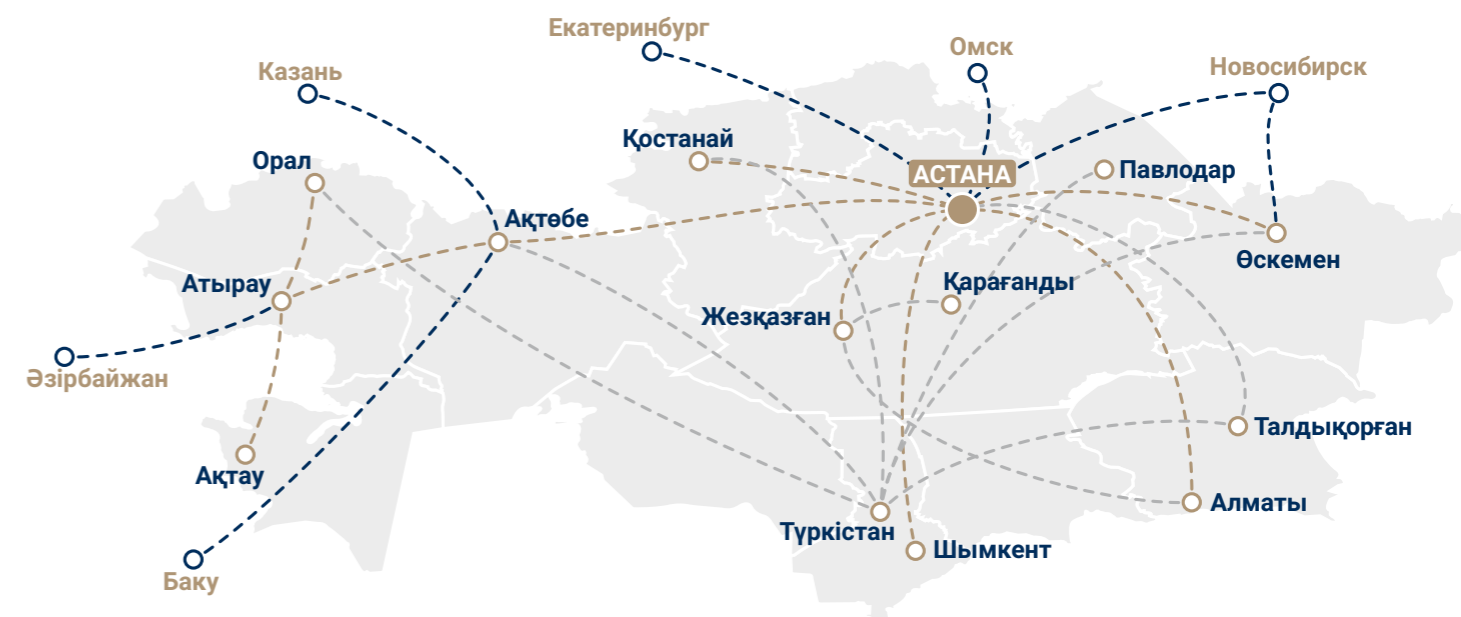 Екатеринбург
Омск
Новосибирск
Казань
Қостанай
Орал
АСТАНА
Павлодар
Ақтөбе
Өскемен
Атырау
Қарағанды
Жезқазған
Әзірбайжан
Талдықорған
Ақтау
Алматы
Түркістан
Шымкент
Баку